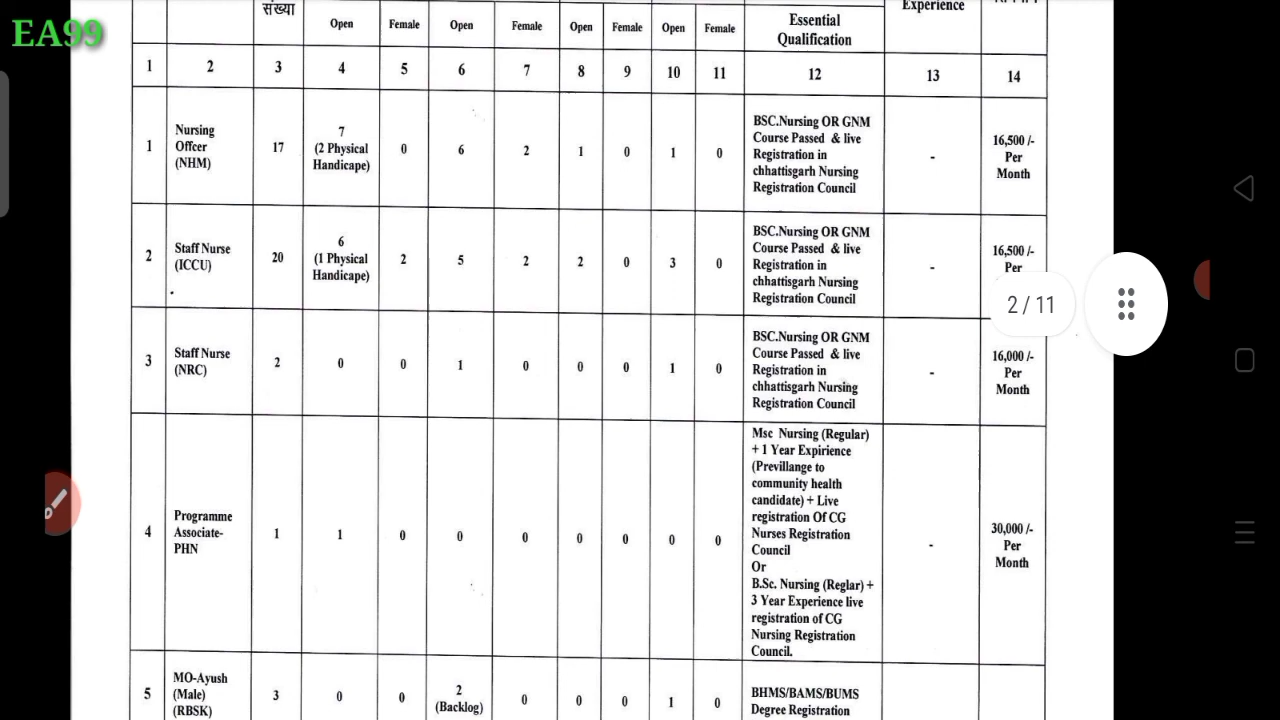 EA99
संख्या
Open
Female
Open
Female
Open
Female
Open
Female
Essential
Qualification
Experience
1
2
3
4
5
6
7
8
9
10
11
12
13
14
1
Nursing
Offcer
(NHM)
17
7
(2 Physical
Handicape)
0
6
2
1
0
1
0
BSC.Nursing OR GNM
Course Passed & live
Registration in
chhattisgarh Nursing
Registration Council
-
16,500 /-
Per
Month
2
Staff Nurse
(ICCU)
20
6
(1 Physical
Handicape)
2
5
2
2
0
3
0
BSC.Nursing OR GNM
Course Passed & live
Registration in
chhattisgarh Nursing
Registration Council
-
16,500 /-
Per
2 / 11
3
Staff Nurse
(NRC)
2
0
0
1
0
0
0
1
0
BSC.Nursing OR GNM
Course Passed & live
Registration in
chhattisgarh Nursing
Registration Council
-
16,000 /-
Per
Month
4
Programme
Associate-
PHN
1
1
0
0
0
0
0
0
0
Msc Nursing (Regular)
+ 1 Year Expirience
(Previllange to
community health
candidate) + Live
registration Of CG
Nurses Registration
Council
Or
B.Sc. Nursing (Reglar) +
3 Year Experience live
registration of CG
Nursing Registration
Council.
-
30,000 /-
Per
Month
5
MO-Ayush
(Male)
(RBSK)
3
0
0
2
(Backlog)
0
0
0
1
0
BHMS/BAMS/BUMS
Degree Registration